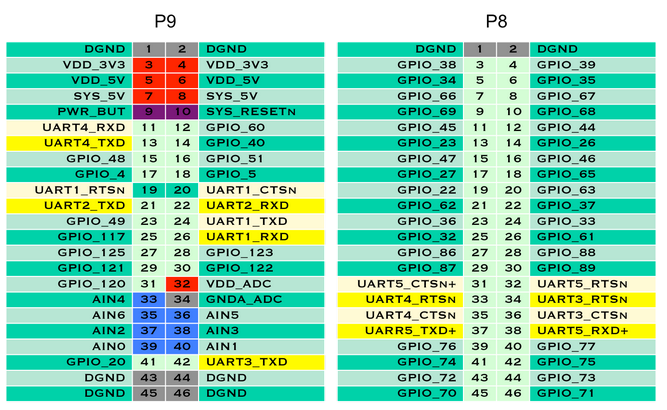 P9 P8
DGND 1 2 DGND DGND 1 2 DGND
VDD_3V3 3 4 VDD_3V3 GPIO_38 3 4 GPIO_39
VDD_5V 5 6 VDD_5V GPIO_34 5 6 GPIO_35
SYS_5V 7 8 SYS_5V GPIO_66 7 8 GPIO_67
PWR_BUT 9 10 SYS_RESETN GPIO_69 9 10 GPIO_68
UART4_RXD 11 12 GPIO_60 GPIO_45 11 12 GPIO_44
UART4_TXD 13 14 GPIO_40 GPIO_23 13 14 GPIO_26
GPIO_48 15 16 GPIO_51 GPIO_47 15 16 GPIO_46
GPIO_4 17 18 GPIO_5 GPIO_27 17 18 GPIO_65
UART1_RTSN 19 20 UART1_CTSN GPIO_22 19 20 GPIO_63
UART2_TXD 21 22 UART2_RXD GPIO_62 21 22 GPIO_37
GPIO_49 23 24 UART1_TXD GPIO_36 23 24 GPIO_33
GPIO_117 25 26 UART1_RXD GPIO_32 25 26 GPIO_61
GPIO_125 27 28 GPIO_123 GPIO_86 27 28 GPIO_88
GPIO_121 29 30 GPIO_122 GPIO_87 29 30 GPIO_89
GPIO_120 31 32 VDD_ADC UART5_CTSN+ 31 32 UART5_RTSN
AIN4 33 34 GNDA_ADC UART4_RTSN 33 34 UART3_RTSN
AIN6 35 36 AIN5 UART4_CTSN 35 36 UART3_CTSN
AIN2 37 38 AIN3 UARR5_TXD+ 37 38 UART5_RXD+
AIN0 39 40 AIN1 GPIO_76 39 40 GPIO_77
GPIO_20 41 42 UART3_TXD GPIO_74 41 42 GPIO_75
DGND 43 44 DGND GPIO_72 43 44 GPIO_73
DGND 45 46 DGND GPIO_70 45 46 GPIO_71